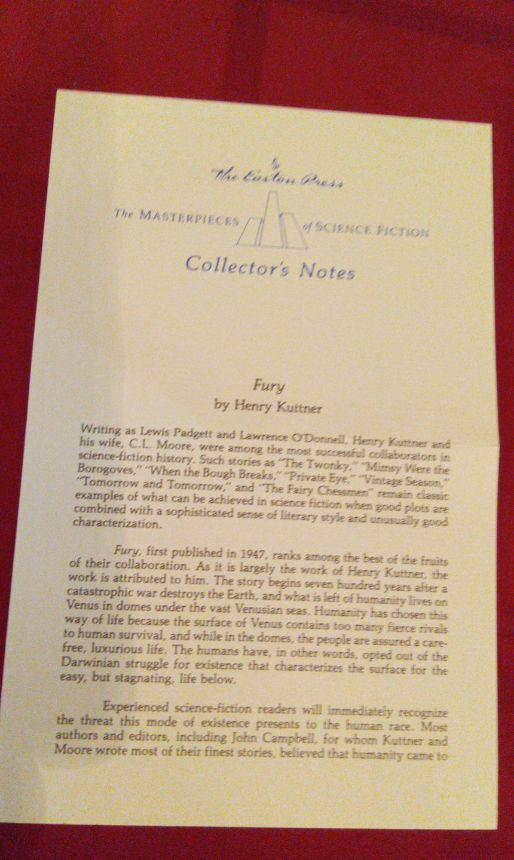 The Easton Press
The MASTERPIECES of SCIENCE FICTION
Collector's Notes
Fury
by Henry Kuttner
Writing as Lewis Padgett and Lawrence O'Donnell, Henry Kuttner and
his wife, C.L. Moore, were among the most successful collaborators in
science-fiction history. Such stories as "The Twonky," "Mimsy Were the
Borogoves," "When the Bough Breaks," "Private Eye," "Vintage Season,"
"Tomorrow and Tomorrow," and "The Fairy Chessmen" remain classic
examples of what can be achieved in science fiction when good plots are
combined with a sophisticated sense of literary style and unusually good
characterization.
Fury, first published in 1947, ranks among the best of the fruits
of their collaboration. As it is largely the work of Henry Kuttner, the
work is attributed to him. The story begins seven hundred years after a
catastrophic war destroys the Earth, and what is left of humanity lives on
Venus in domes under the vast Venusian seas. Humanity has chosen this
way of life because the surface of Venus contains too many fierce rivals
to human survival, and while in the domes, the people are assured a care-
free, luxurious life. The humans have, in other words, opted out of the
Darwinian struggle for existence that characterizes the surface for the
easy, but stagnating, life below.
Experienced science-fiction readers will immediately recognize
the threat this mode of existence presents to the human race. Most
authors and editors, including John Campbell, for whom Kuttner and
Moore wrote most of their finest stories, believed that humanity came to